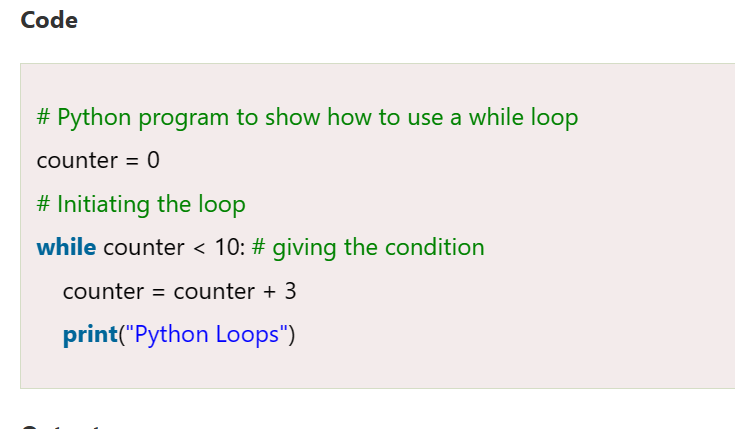 Code
# Python program to show how to use a while loop
counter = 0
# Initiating the loop
while counter < 10: # giving the condition
    counter = counter + 3
    print("Python Loops")